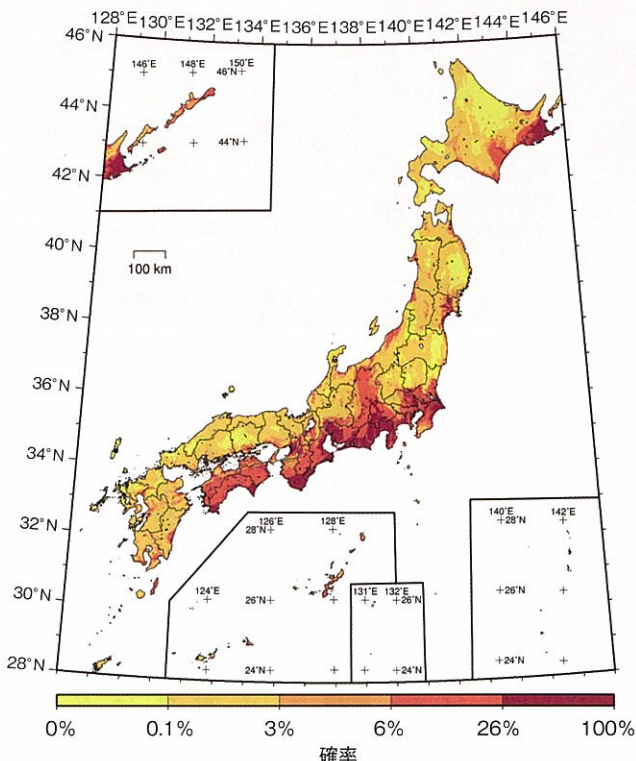 128°E 130°E 132°E 134°E 136°E 138°E 140°E 142°E 144°E 146°E
46°N
146°E 148°E 150°E
46°N
44°N
44°N
42°N
40°N
100 km
38°N
36°N
34°N
32°N
126°E 128°E
28°N
140°E 142°E
28°N
30°N
124°E
26°N
131°E 132°E
26°N
26°N
28°N
24°N
24°N
24°N
0% 0.1% 3% 6% 26% 100%
確率